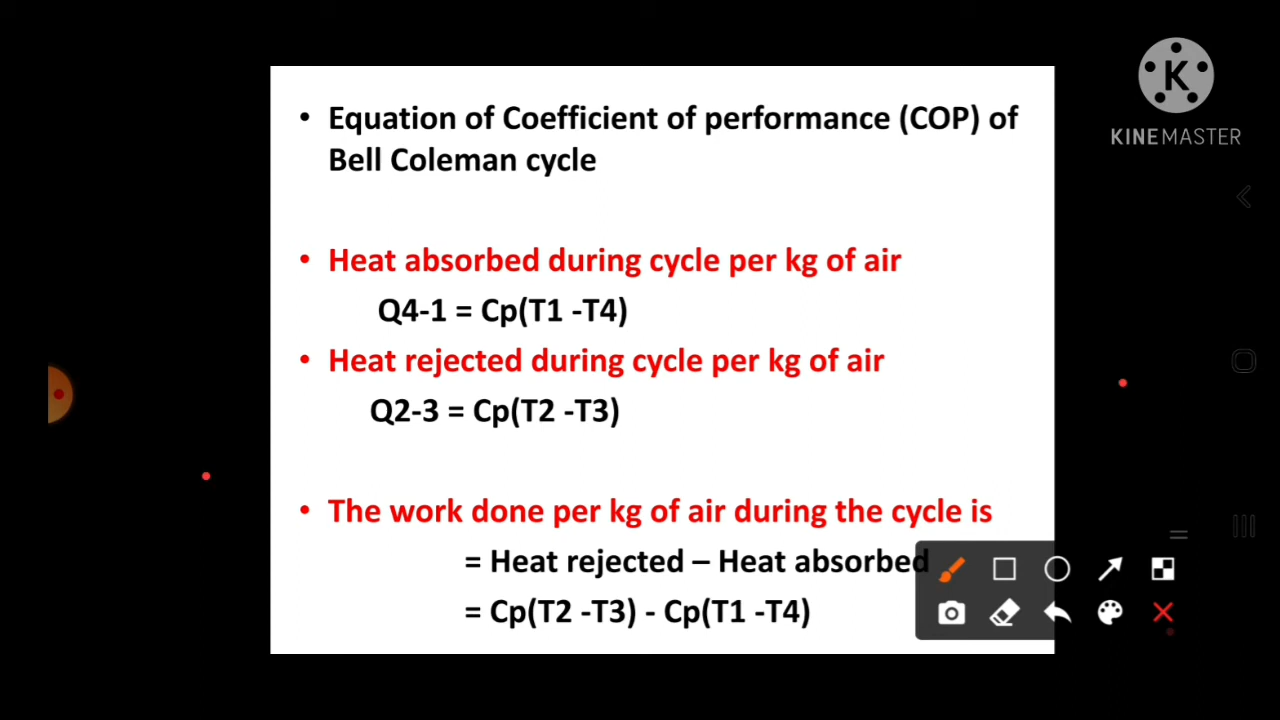 • Equation of Coefficient of performance (COP) of
Bell Coleman cycle
• Heat absorbed during cycle per kg of air
Q4-1 = Cp(T1 -T4)
• Heat rejected during cycle per kg of air
Q2-3 = Cp(T2 -T3)
• The work done per kg of air during the cycle is
= Heat rejected – Heat absorbed
= Cp(T2 -T3) - Cp(T1 -T4)
K
KINEMASTER